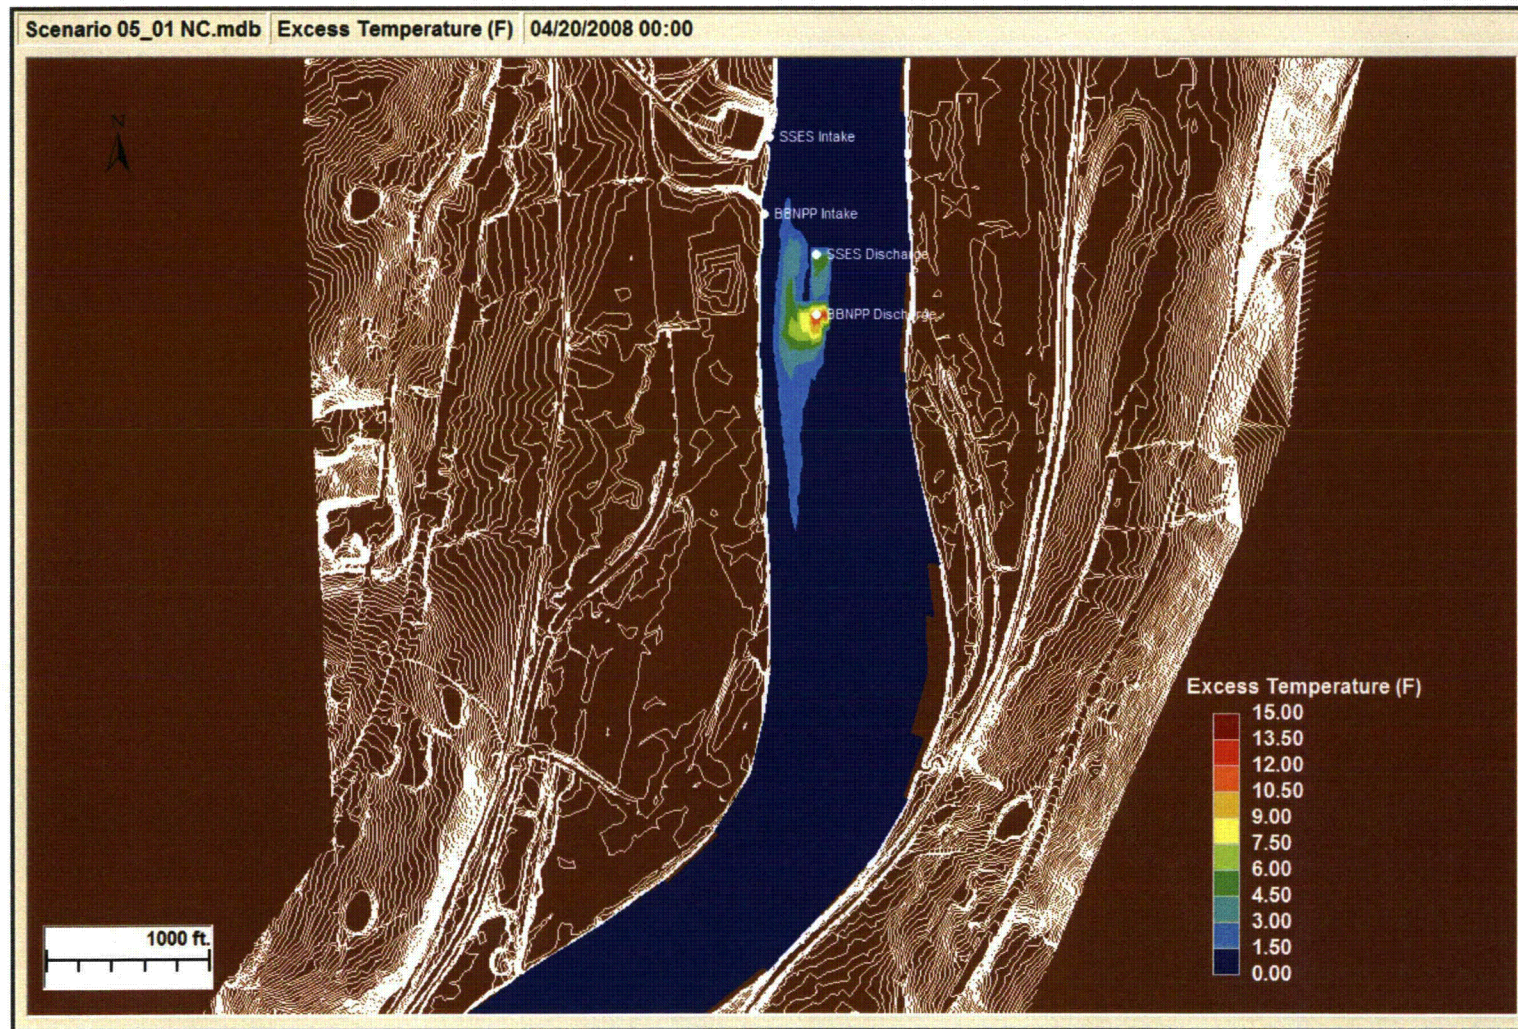 Scenario 05_01 NC.mdb Excess Temperature (F) 04/20/2008 00:00
N
SSES Intake
BBNPP Intake
SSES Discharge
BBNPP Discharge
Excess Temperature (F)
15.00
13.50
12.00
10.50
9.00
7.50
6.00
4.50
3.00
1.50
0.00
1000 ft.